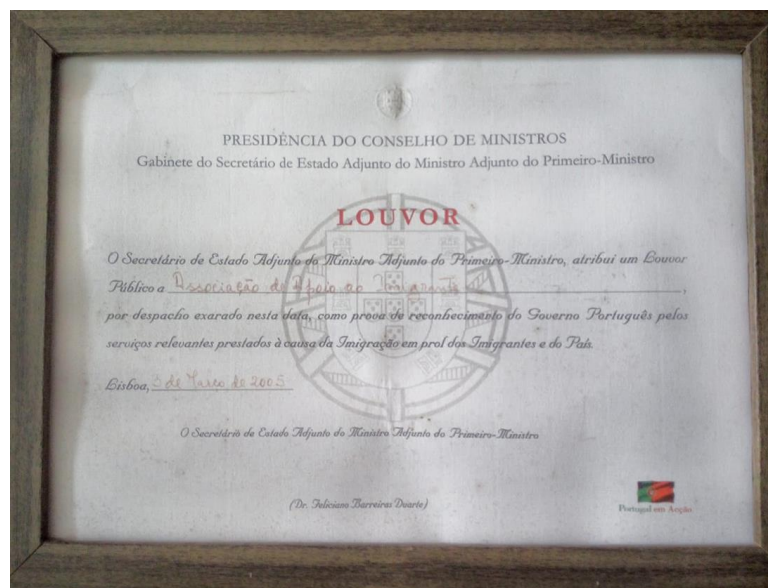 PRESIDÊNCIA DO CONSELHO DE MINISTROS
Gabinete do Secretário de Estado Adjunto do Ministro Adjunto do Primeiro-Ministro
LOUVOR
O Secretário de Estado Adjunto do Ministro Adjunto do Primeiro-Ministro, atribui um Louvor
Público a Associação de Apoio ao Imigrante,
por despacho exarado nesta data, como prova de reconhecimento do Governo Português pelos
serviços relevantes prestados à causa da Imigração em prol dos Imigrantes e do País.
Lisboa, 3 de Março de 2005
O Secretário de Estado Adjunto do Ministro Adjunto do Primeiro-Ministro
(Dr. Feliciano Barreiras Duarte)
Portugal em Acção